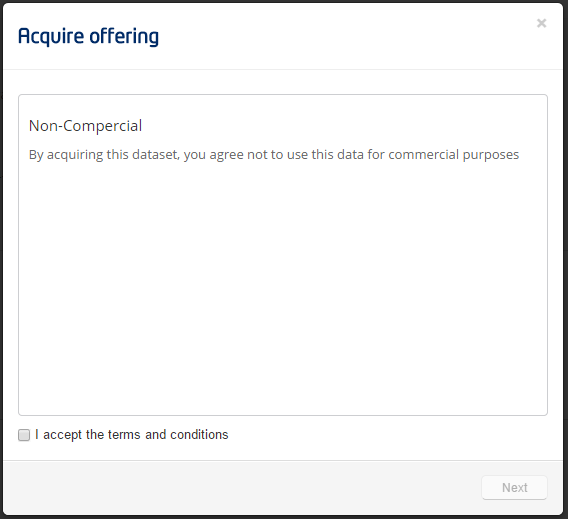 Acquire offering
×
Non-Compercial
By acquiring this dataset, you agree not to use this data for commercial purposes
I accept the terms and conditions
Next